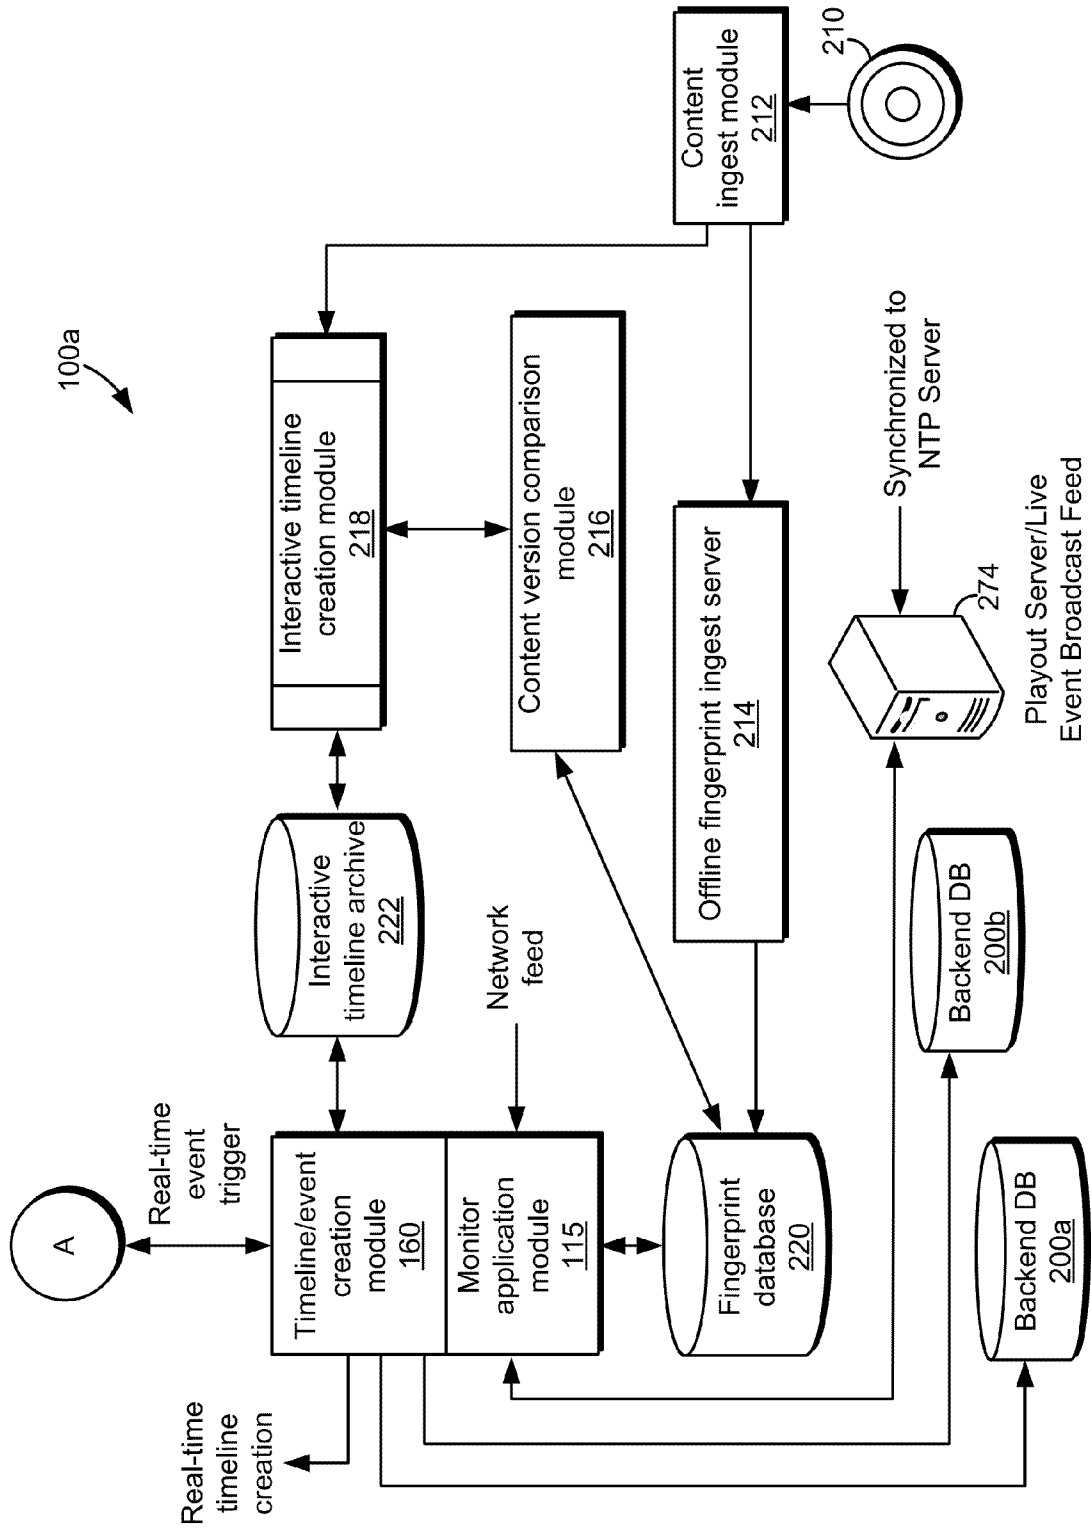 100a
A
Real-time
event
trigger
Real-time
timeline
creation
Timeline/event
creation
module
160
Monitor
application
module
115
Network
feed
Interactive
timeline archive
222
Interactive timeline
creation module
218
Content version comparison
module
216
Content
ingest module
212
210
Offline fingerprint ingest server
214
Fingerprint
database
220
Synchronized to
NTP Server
274
Playout Server/Live
Event Broadcast Feed
Backend DB
200b
Backend DB
200a